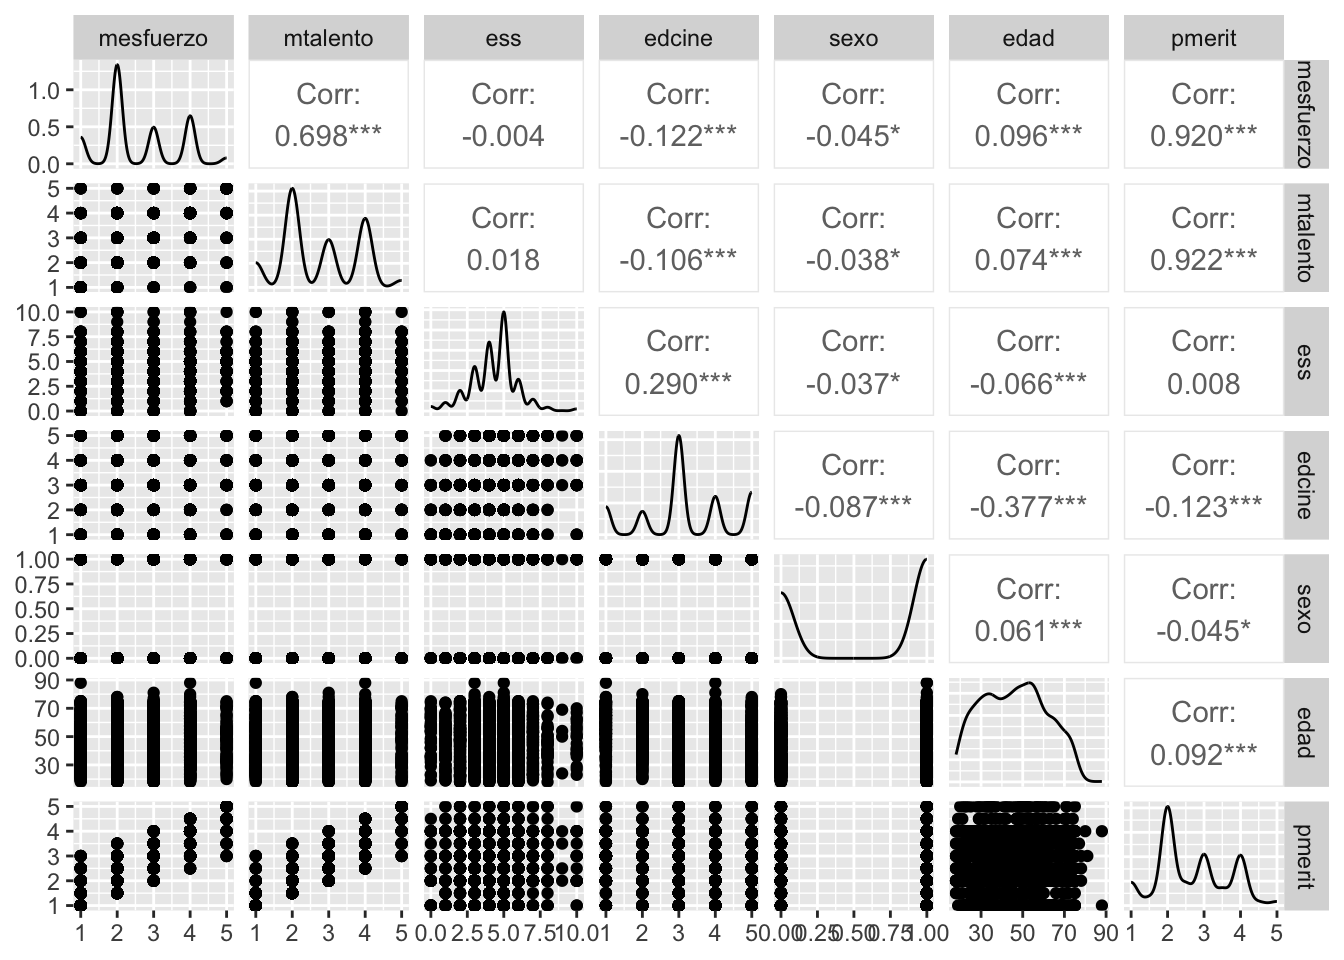 mesfuerzo mtalento ess edcine sexo edad pmerit
1.0
0.5
0.0
Corr:
0.698***
Corr:
-0.004
Corr:
-0.122***
Corr:
-0.045*
Corr:
0.096***
Corr:
0.920***
mesfuerzo
5
4
3
2
1
Corr:
0.018
Corr:
-0.106***
Corr:
-0.038*
Corr:
0.074***
Corr:
0.922***
mtalento
10.0
7.5
5.0
2.5
0.0
Corr:
0.290***
Corr:
-0.037*
Corr:
-0.066***
Corr:
0.008
ess
5
4
3
2
1
Corr:
-0.087***
Corr:
-0.377***
Corr:
-0.123***
edcine
1.00
0.75
0.50
0.25
0.00
Corr:
0.061***
Corr:
-0.045*
sexo
90
70
50
30
Corr:
0.092***
edad
5
4
3
2
1
pmerit
1 2 3 4 5 1 2 3 4 5 0.0 2.5 5.0 7.5 10.0 1 2 3 4 5 0.00 0.25 0.50 0.75 1.00 30 50 70 90 1 2 3 4 5